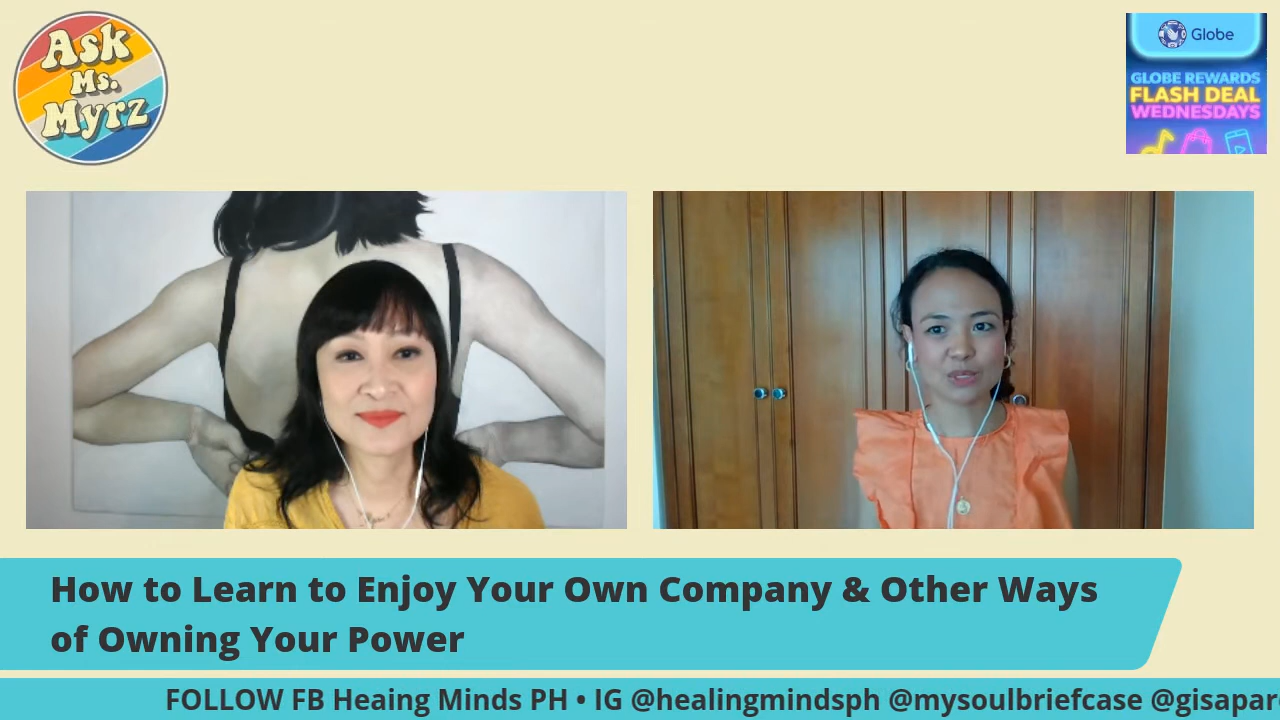 Ask
Ms.
Myrz
Globe
GLOBE REWARDS
FLASH DEAL
WEDNESDAYS
How to Learn to Enjoy Your Own Company & Other Ways
of Owning Your Power
FOLLOW FB Heaing Minds PH • IG @healingmindsph @mysoulbriefcase @gisapar